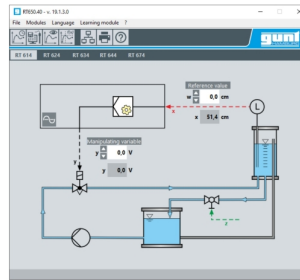 RT650.40 - v. 19.1.3.0
File Modules Language Learning module ?
gunt
RT 614 RT 624 RT 634 RT 644 RT 674
Reference value
w 0,0 cm
x x 51,4 cm
L
Manipulating variable
y 0,0 V
y y 0,0 V
z